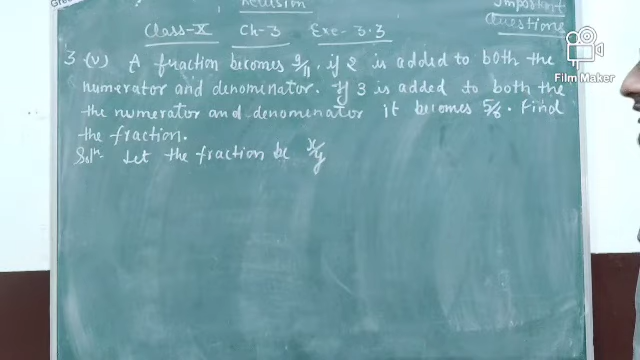 Revision
Important
Questions
Class-X Ch-3 Exe-3.3
3 (v) A fraction becomes 9/11, if 2 is added to both the
numerator and denominator. If 3 is added to both the
the numerator and denominator it becomes 5/6. Find
the fraction.
Solⁿ. Let the fraction be x/y
Film Maker